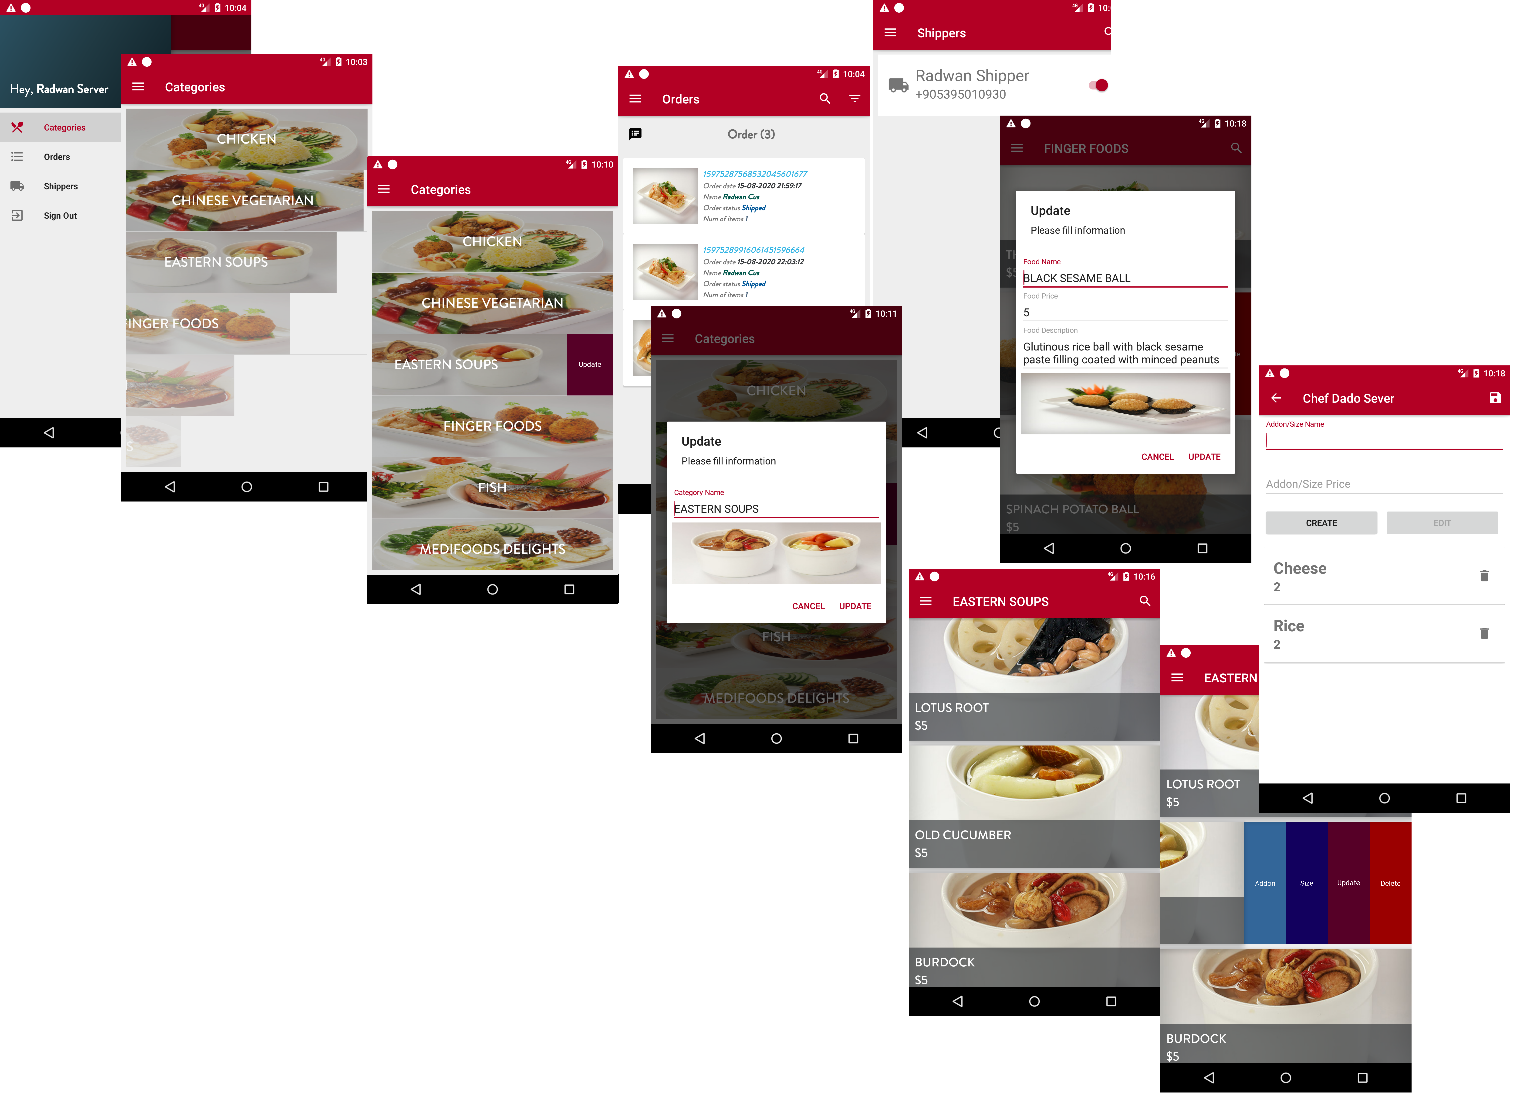 10:04
Hey, Radwan Server
Categories
Orders
Shippers
Sign Out
10:03
Categories
CHICKEN
CHINESE VEGETARIAN
EASTERN SOUPS
FINGER FOODS
S
10:10
Categories
CHICKEN
CHINESE VEGETARIAN
EASTERN SOUPS
Update
FINGER FOODS
FISH
MEDIFOODS DELIGHTS
10:04
Orders
Order (3)
15975287568532045601677
Order date 15-08-2020 21:59:17
Name Radwan Cus
Order status Shipped
Num of items 1
15975289916061451596664
Order date 15-08-2020 22:03:12
Name Radwan Cus
Order status Shipped
Num of items 1
10:11
Categories
CHICKEN
Update
Please fill information
Category Name
EASTERN SOUPS
CANCEL UPDATE
FISH
MEDIFOODS DELIGHTS
10:
Shippers
Radwan Shipper
+905395010930
10:18
FINGER FOODS
$5
Update
Please fill information
Food Name
BLACK SESAME BALL
Food Price
5
Food Description
Glutinous rice ball with black sesame
paste filling coated with minced peanuts
CANCEL UPDATE
SPINACH POTATO BALL
$5
10:16
EASTERN SOUPS
LOTUS ROOT
$5
OLD CUCUMBER
$5
BURDOCK
$5
EASTERN
LOTUS ROOT
$5
Addon Size Update Delete
BURDOCK
$5
10:18
Chef Dado Sever
Addon/Size Name
Addon/Size Price
CREATE EDIT
Cheese
2
Rice
2